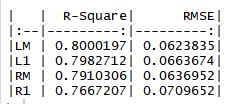 |   |  R-Square|      RMSE|
|:--|---------:|---------:|
|LM | 0.8000197| 0.0623835|
|L1 | 0.7982712| 0.0663674|
|RM | 0.7910306| 0.0636952|
|R1 | 0.7667207| 0.0709652|